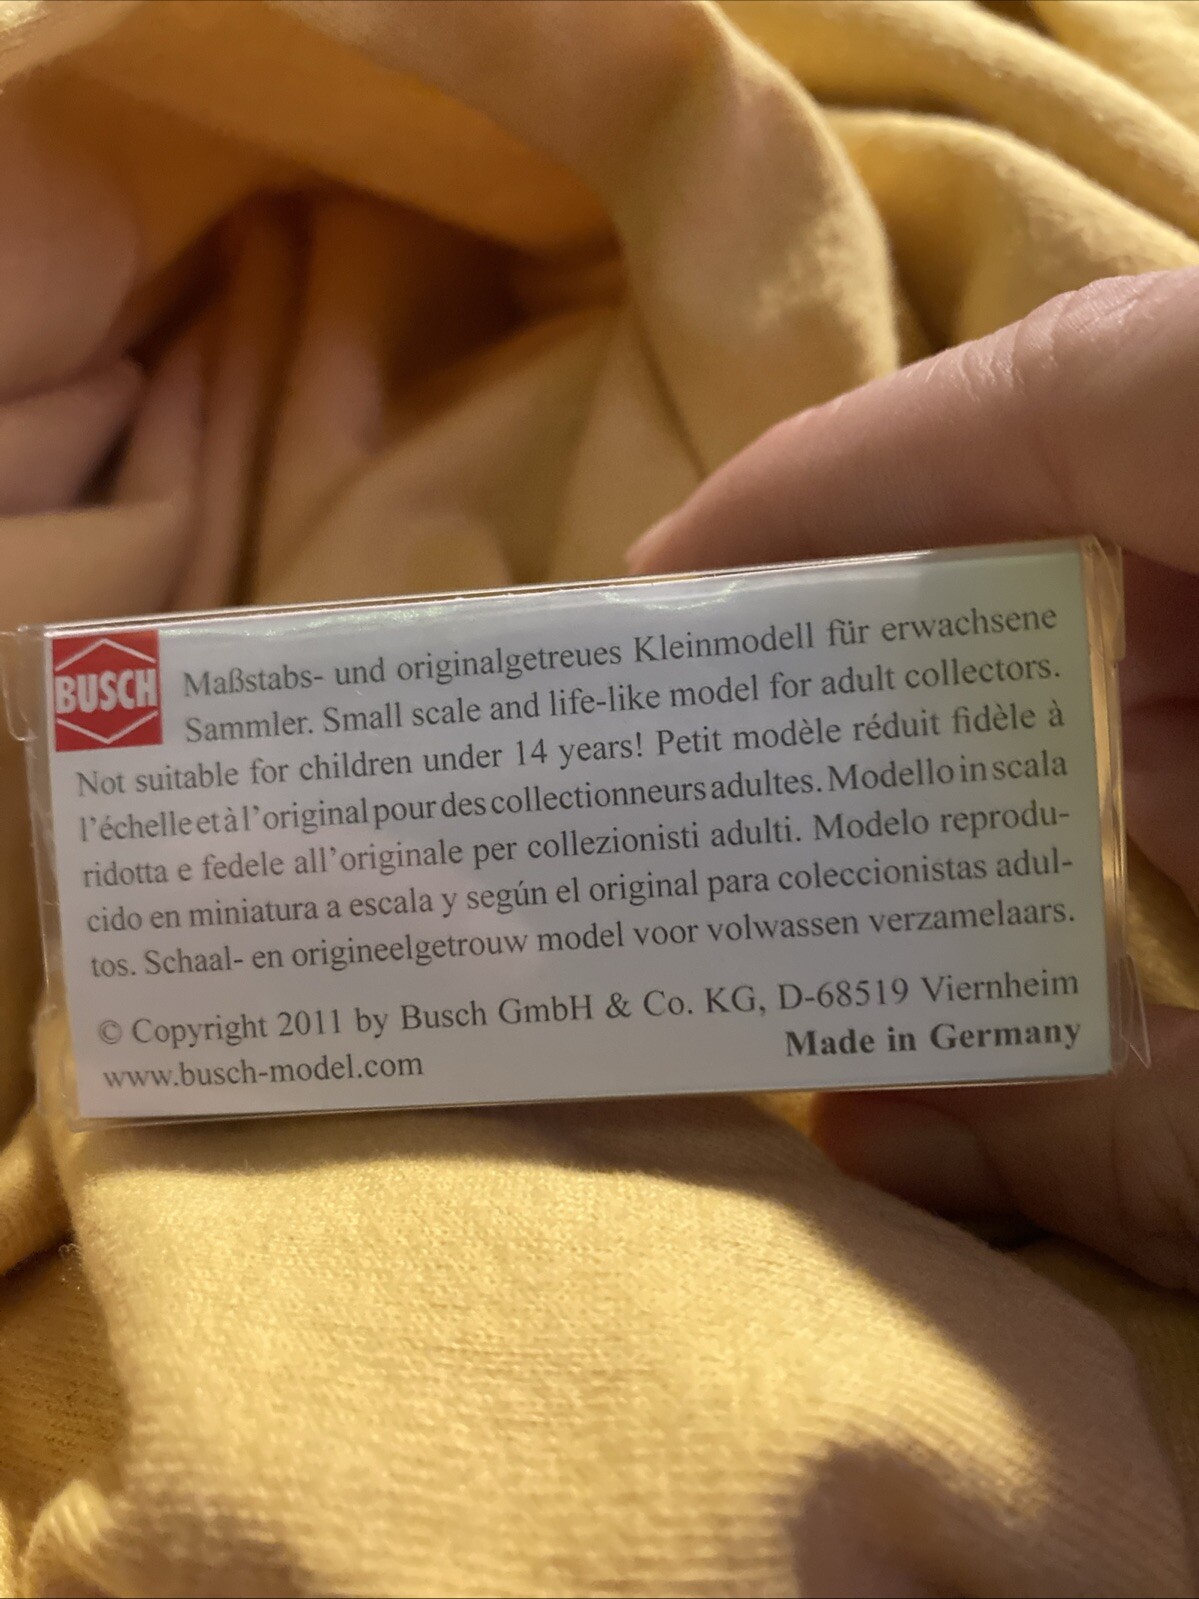 BUSCH
Maßstabs- und originalgetreues Kleinmodell für erwachsene
Sammler. Small scale and life-like model for adult collectors.
Not suitable for children under 14 years! Petit modèle réduit fidèle à
l'échelle et à l'original pour des collectionneurs adultes. Modello in scala
ridotta e fedele all'originale per collezionisti adulti. Modelo reprodu-
cido en miniatura a escala y según el original para coleccionistas adul-
tos. Schaal- en origineelgetrouw model voor volwassen verzamelaars.
© Copyright 2011 by Busch GmbH & Co. KG, D-68519 Viernheim
www.busch-model.com Made in Germany